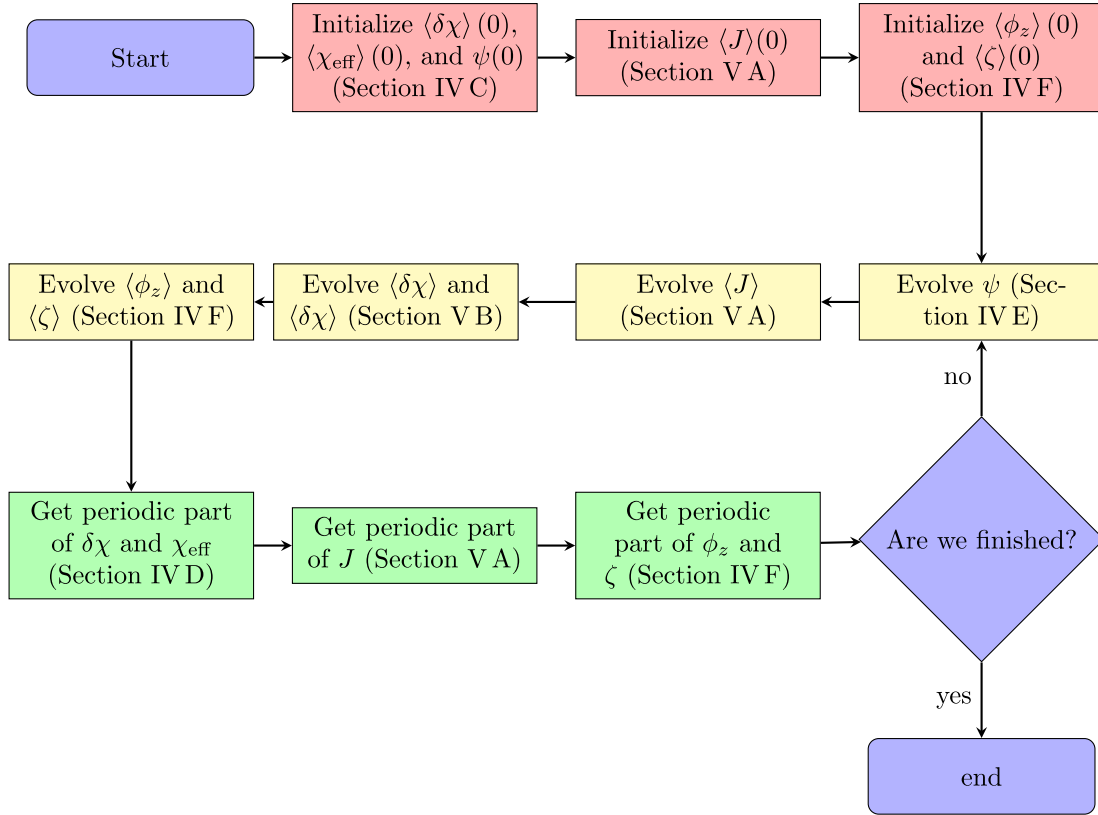 Start
Initialize ⟨δχ⟩(0),
⟨χeff⟩(0), and ψ(0)
(Section IV C)
Initialize ⟨J⟩(0)
(Section V A)
Initialize ⟨ϕz⟩(0)
and ⟨ζ⟩(0)
(Section IV F)
Evolve ⟨ϕz⟩ and
⟨ζ⟩ (Section IV F)
Evolve ⟨δχ⟩ and
⟨δχ⟩ (Section V B)
Evolve ⟨J⟩
(Section V A)
Evolve ψ (Sec-
tion IV E)
no
Get periodic part
of δχ and χeff
(Section IV D)
Get periodic part
of J (Section V A)
Get periodic
part of ϕz and
ζ (Section IV F)
Are we finished?
yes
end